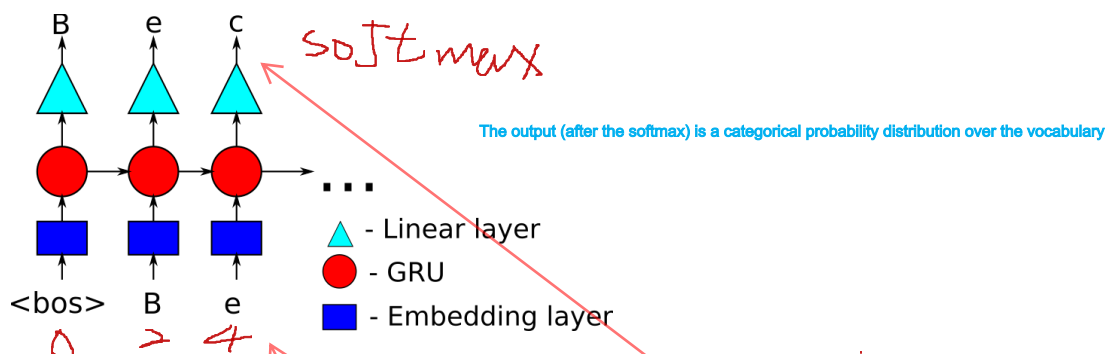 B e c
softmax
The output (after the softmax) is a categorical probability distribution over the vocabulary
...
- Linear layer
- GRU
<bos> B e
- Embedding layer
0 2 4